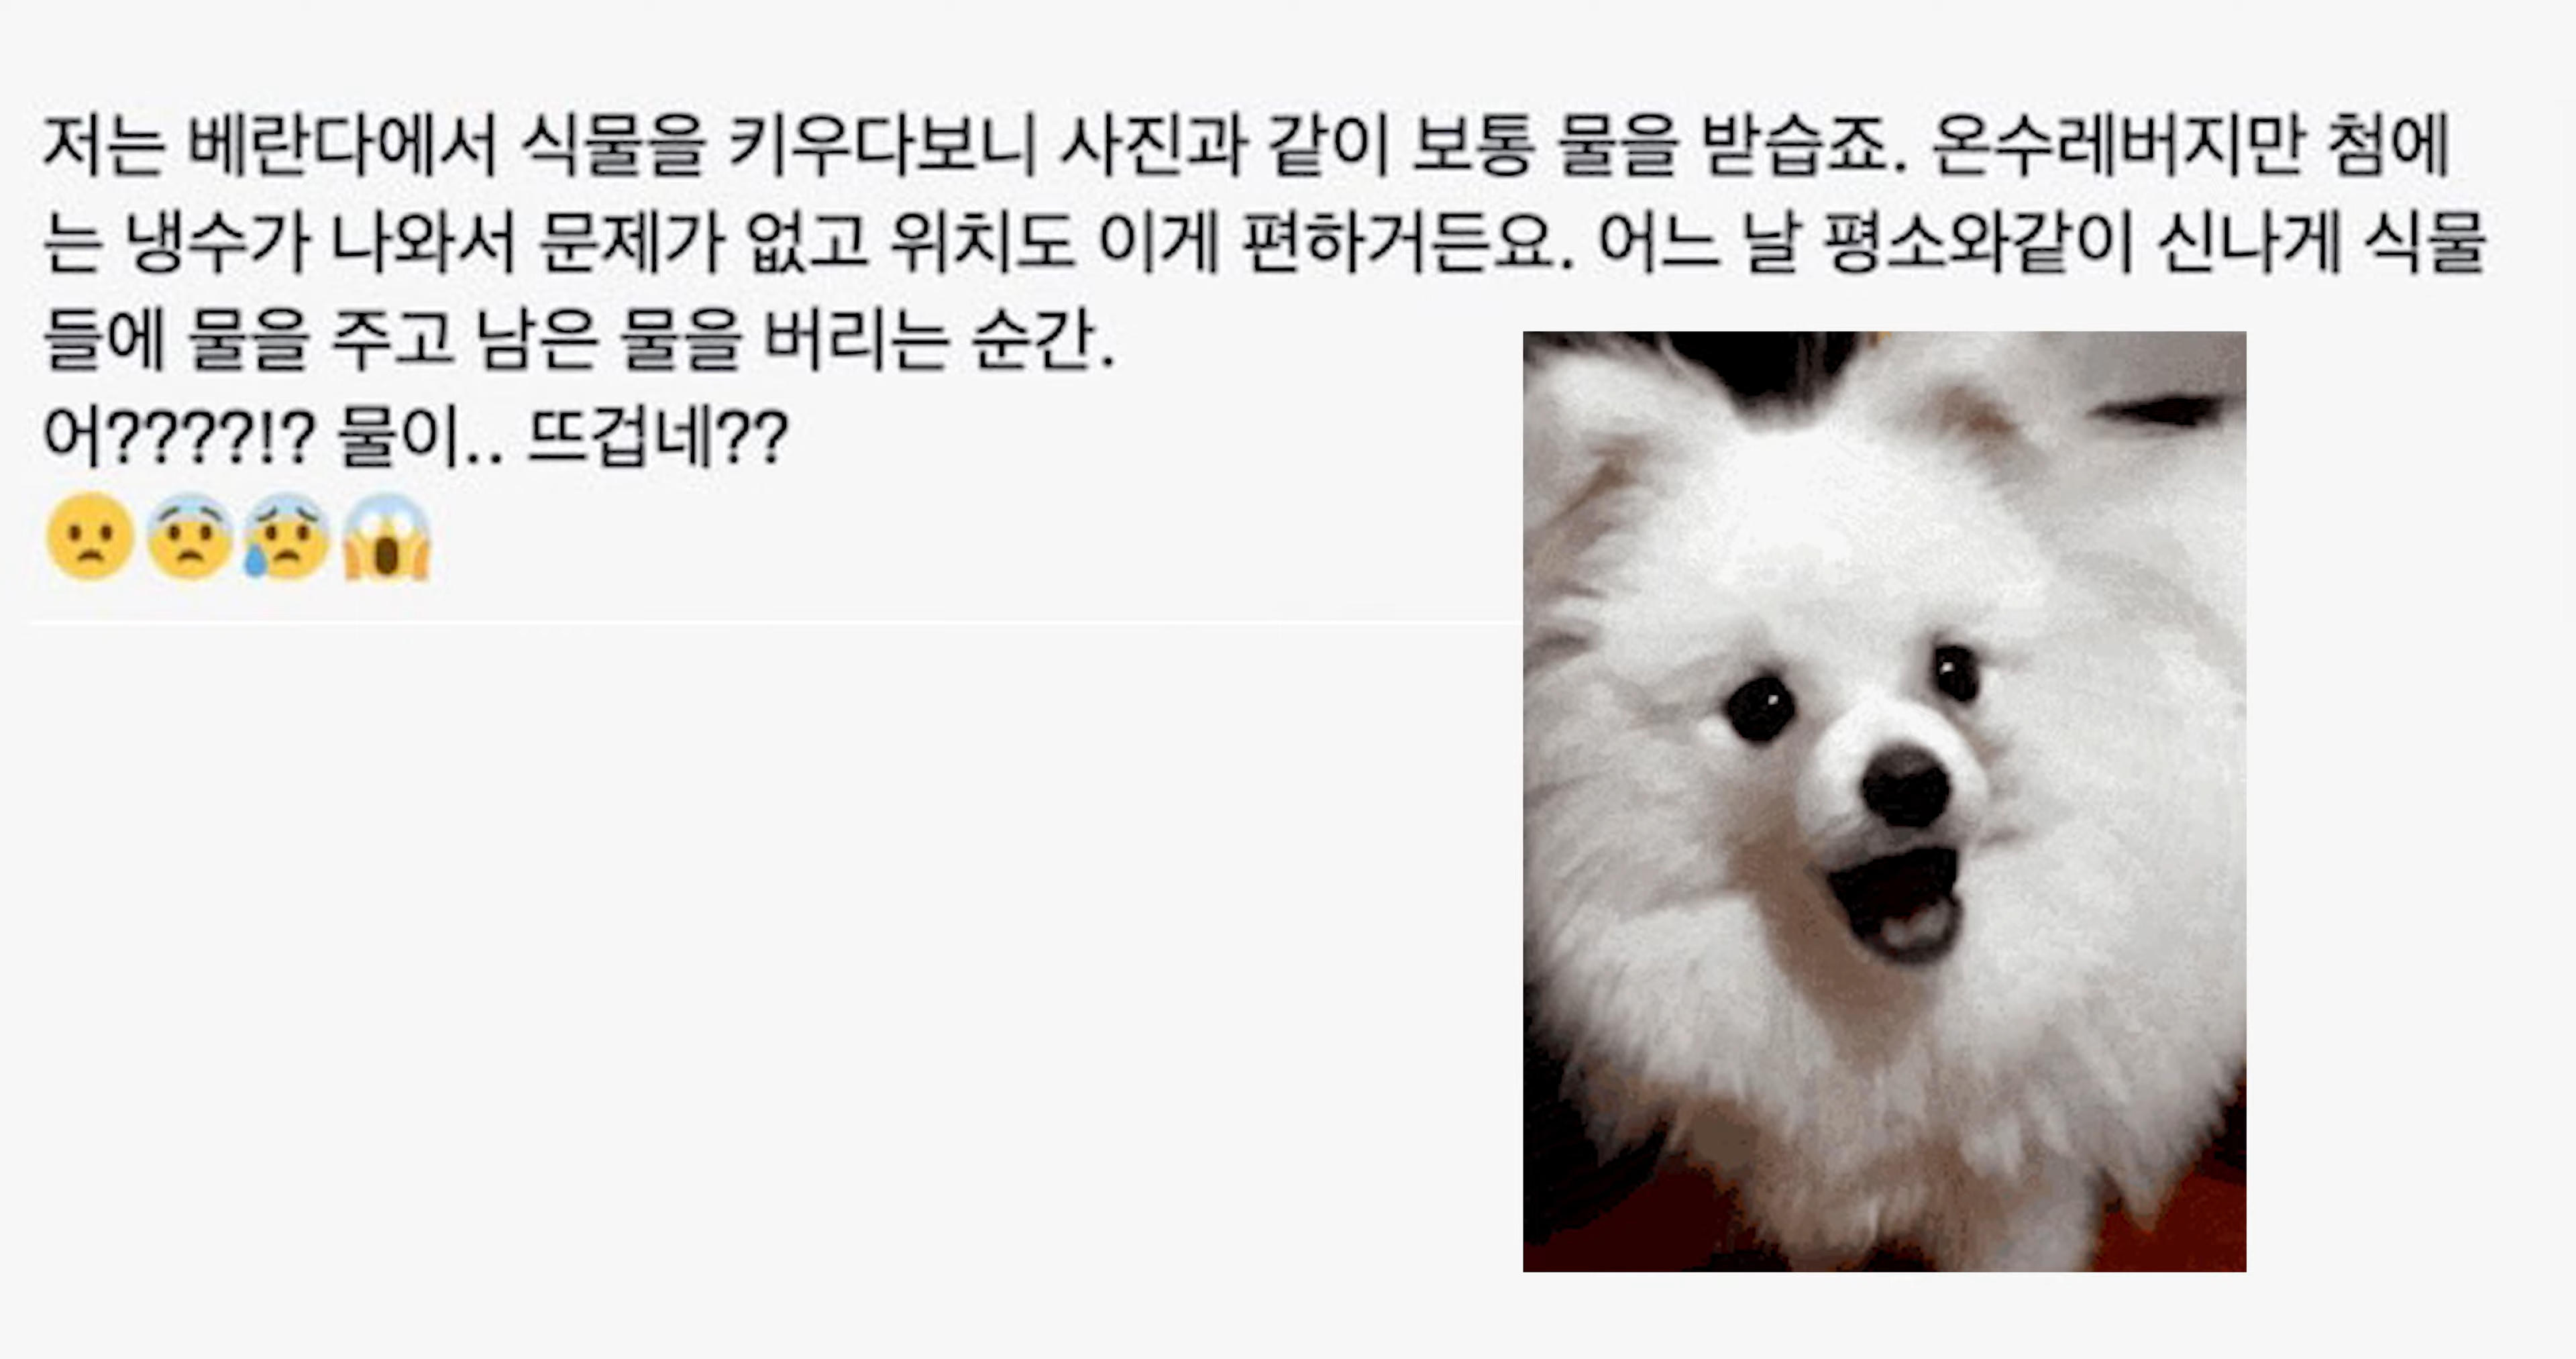 저는 베란다에서 식물을 키우다보니 사진과 같이 보통 물을 받습죠. 온수레버지만 첨에
는 냉수가 나와서 문제가 없고 위치도 이게 편하거든요. 어느 날 평소와같이 신나게 식물
들에 물을 주고 남은 물을 버리는 순간.
어????!? 물이.. 뜨겁네??